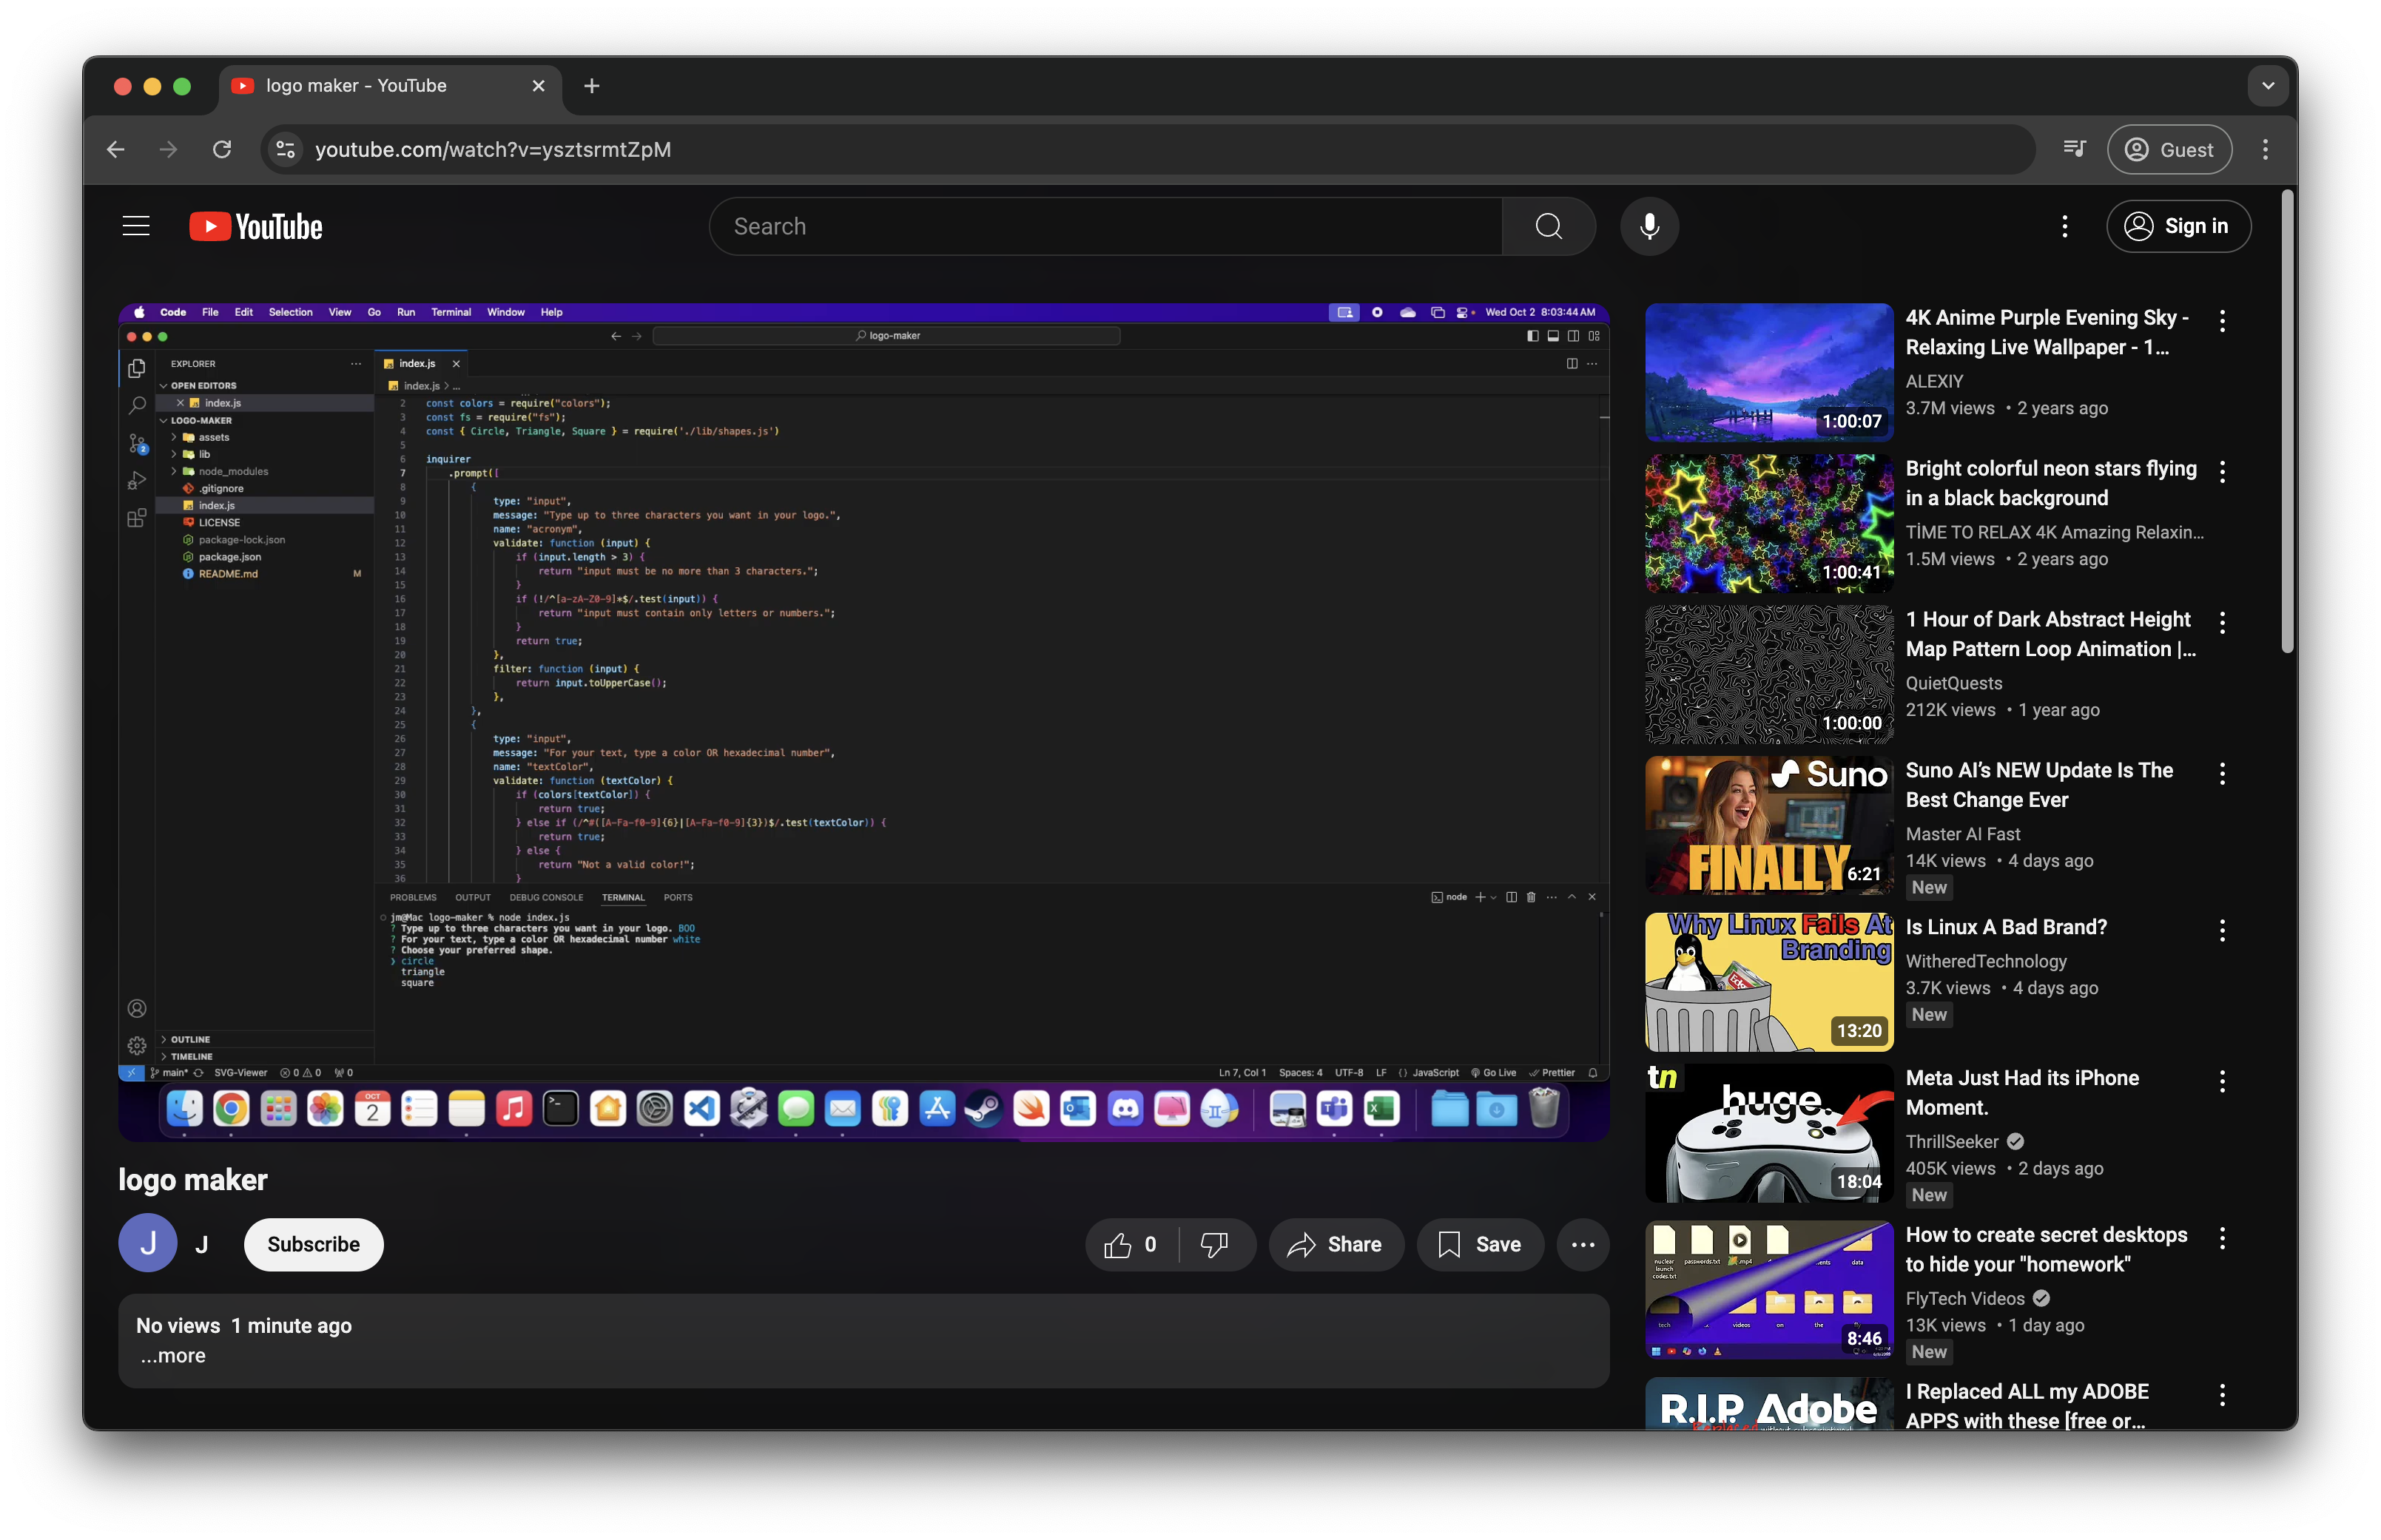 logo maker - YouTube
youtube.com/watch?v=ysztsrmtZpM
Guest
YouTube
Search
Sign in
Code File Edit Selection View Go Run Terminal Window Help
Wed Oct 2 8:03:44 AM
logo-maker
EXPLORER
OPEN EDITORS
index.js
LOGO-MAKER
assets
lib
node_modules
.gitignore
index.js
LICENSE
package-lock.json
package.json
README.md M
OUTLINE
TIMELINE
index.js
index.js > ...
2 const colors = require("colors");
3 const fs = require("fs");
4 const { Circle, Triangle, Square } = require('./lib/shapes.js')
5
6 inquirer
7 .prompt([
8 {
9 type: "input",
10 message: "Type up to three characters you want in your logo.",
11 name: "acronym",
12 validate: function (input) {
13 if (input.length > 3) {
14 return "input must be no more than 3 characters.";
15 }
16 if (!/^[a-zA-Z0-9]*$/.test(input)) {
17 return "input must contain only letters or numbers.";
18 }
19 return true;
20 },
21 filter: function (input) {
22 return input.toUpperCase();
23 },
24 },
25 {
26 type: "input",
27 message: "For your text, type a color OR hexadecimal number",
28 name: "textColor",
29 validate: function (textColor) {
30 if (colors[textColor]) {
31 return true;
32 } else if (/^#([A-Fa-f0-9]{6}|[A-Fa-f0-9]{3})$/.test(textColor)) {
33 return true;
34 } else {
35 return "Not a valid color!";
36 }
PROBLEMS OUTPUT DEBUG CONSOLE TERMINAL PORTS
node
jm@Mac logo-maker % node index.js
? Type up to three characters you want in your logo. BOO
? For your text, type a color OR hexadecimal number white
? Choose your preferred shape.
❯ circle
triangle
square
main* SVG-Viewer 0 0 0
Ln 7, Col 1 Spaces: 4 UTF-8 LF {} JavaScript Go Live Prettier
OCT
2
logo maker
J J Subscribe
0 Share Save
No views 1 minute ago
...more
1:00:07
4K Anime Purple Evening Sky -
Relaxing Live Wallpaper - 1...
ALEXIY
3.7M views • 2 years ago
1:00:41
Bright colorful neon stars flying
in a black background
TİME TO RELAX 4K Amazing Relaxin...
1.5M views • 2 years ago
1:00:00
1 Hour of Dark Abstract Height
Map Pattern Loop Animation |...
QuietQuests
212K views • 1 year ago
Suno
FINALLY
6:21
Suno AI's NEW Update Is The
Best Change Ever
Master AI Fast
14K views • 4 days ago
New
Why Linux Fails At
Branding
13:20
Is Linux A Bad Brand?
WitheredTechnology
3.7K views • 4 days ago
New
tn
huge.
18:04
Meta Just Had its iPhone
Moment.
ThrillSeeker
405K views • 2 days ago
New
nuclear
launch
codes.txt
passwords.txt
.mp4
data
tech
videos
on
the
8:46
How to create secret desktops
to hide your "homework"
FlyTech Videos
13K views • 1 day ago
New
R.I.P. Adobe
I Replaced ALL my ADOBE
APPS with these [free or...